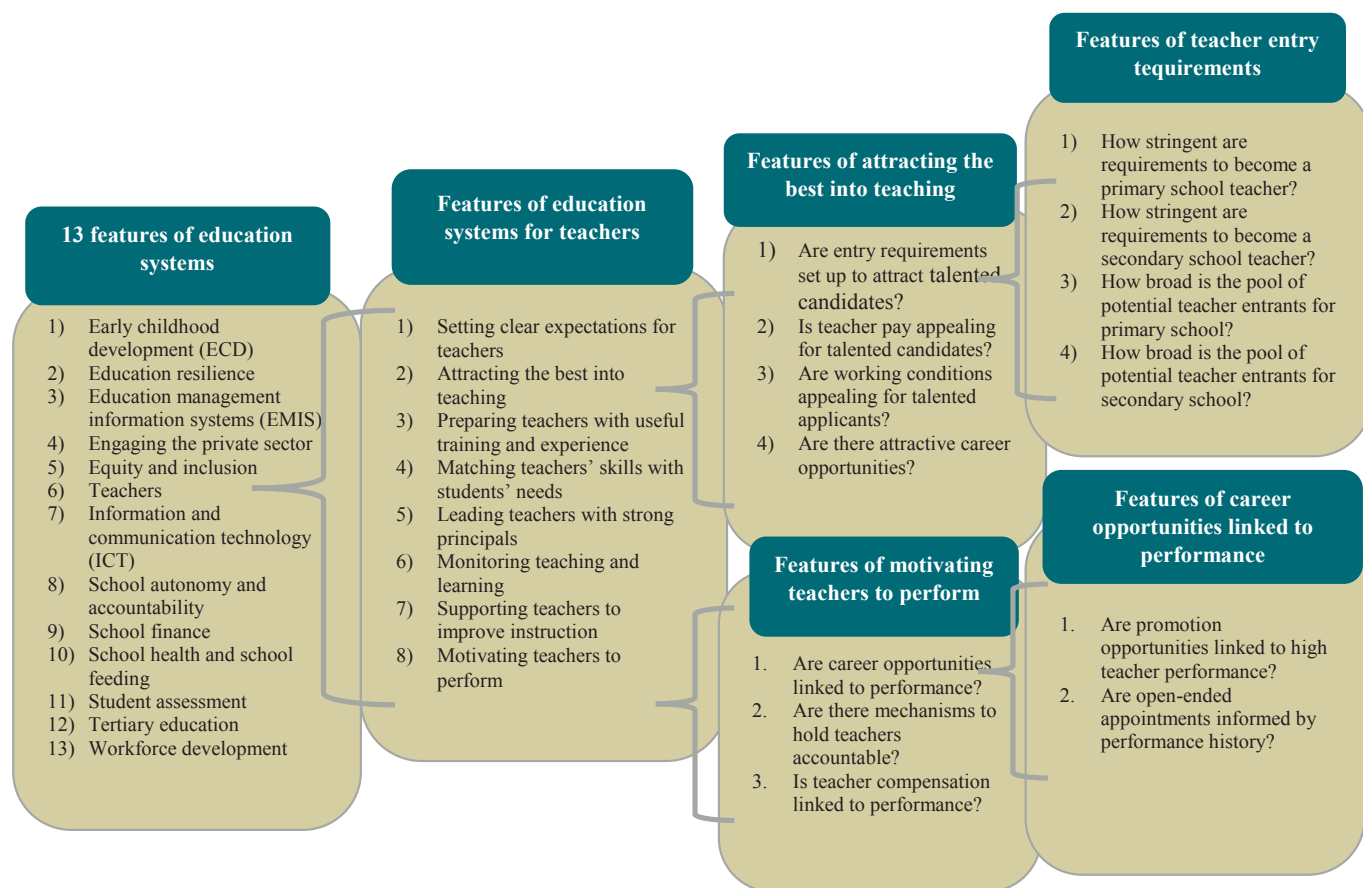 13 features of education
systems
1) Early childhood
development (ECD)
2) Education resilience
3) Education management
information systems (EMIS)
4) Engaging the private sector
5) Equity and inclusion
6) Teachers
7) Information and
communication technology
(ICT)
8) School autonomy and
accountability
9) School finance
10) School health and school
feeding
11) Student assessment
12) Tertiary education
13) Workforce development
Features of education
systems for teachers
1) Setting clear expectations for
teachers
2) Attracting the best into
teaching
3) Preparing teachers with useful
training and experience
4) Matching teachers’ skills with
students’ needs
5) Leading teachers with strong
principals
6) Monitoring teaching and
learning
7) Supporting teachers to
improve instruction
8) Motivating teachers to
perform
Features of attracting the
best into teaching
1) Are entry requirements
set up to attract talented
candidates?
2) Is teacher pay appealing
for talented candidates?
3) Are working conditions
appealing for talented
applicants?
4) Are there attractive career
opportunities?
Features of motivating
teachers to perform
1. Are career opportunities
linked to performance?
2. Are there mechanisms to
hold teachers
accountable?
3. Is teacher compensation
linked to performance?
Features of teacher entry
tequirements
1) How stringent are
requirements to become a
primary school teacher?
2) How stringent are
requirements to become a
secondary school teacher?
3) How broad is the pool of
potential teacher entrants for
primary school?
4) How broad is the pool of
potential teacher entrants for
secondary school?
Features of career
opportunities linked to
performance
1. Are promotion
opportunities linked to high
teacher performance?
2. Are open-ended
appointments informed by
performance history?